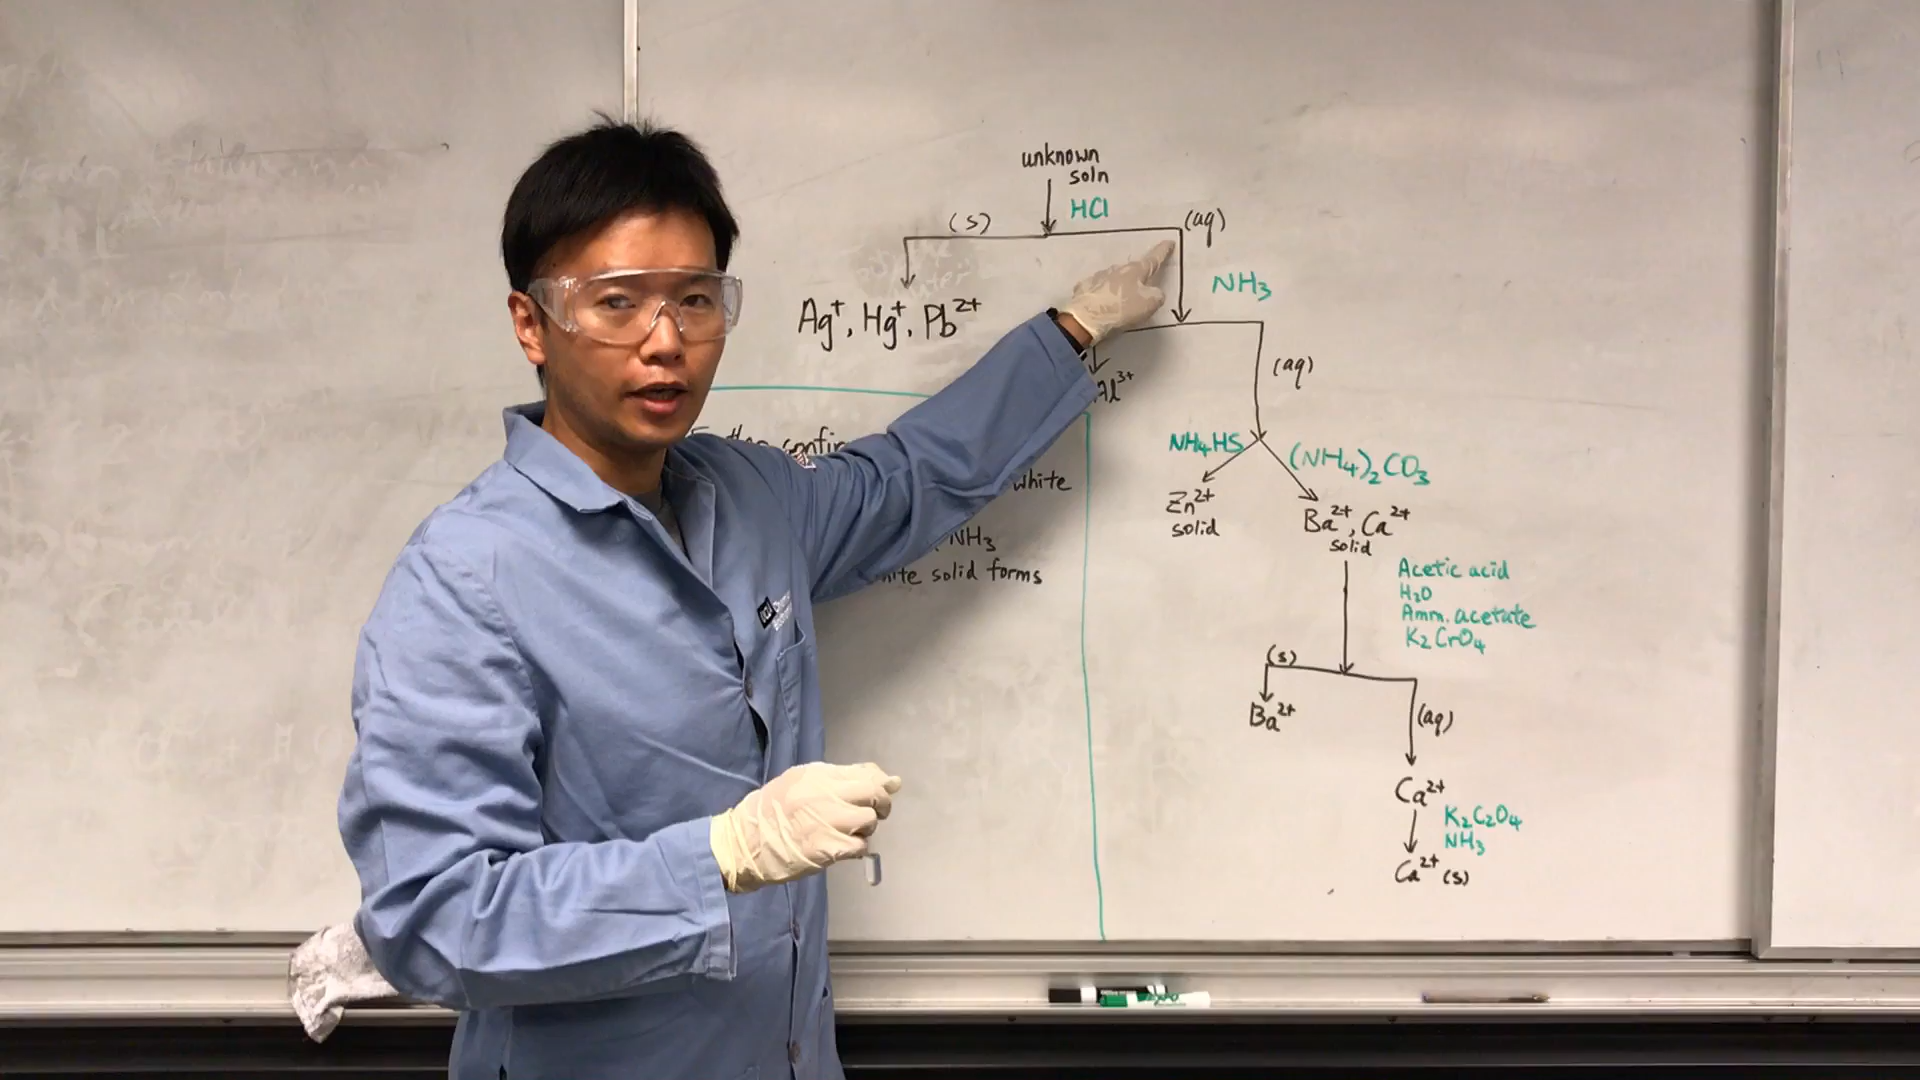 unknown
soln
HCl
(s)
(aq)
NH3
Ag⁺, Hg⁺, Pb²⁺
(aq)
Al³⁺
NH4HS
(NH4)2CO3
Zn²⁺
solid
Ba²⁺, Ca²⁺
solid
white
NH3
solid forms
Acetic acid
H2O
Amm. acetate
K2CrO4
(s)
Ba²⁺
(aq)
Ca²⁺
K2C2O4
NH3
Ca²⁺ (s)